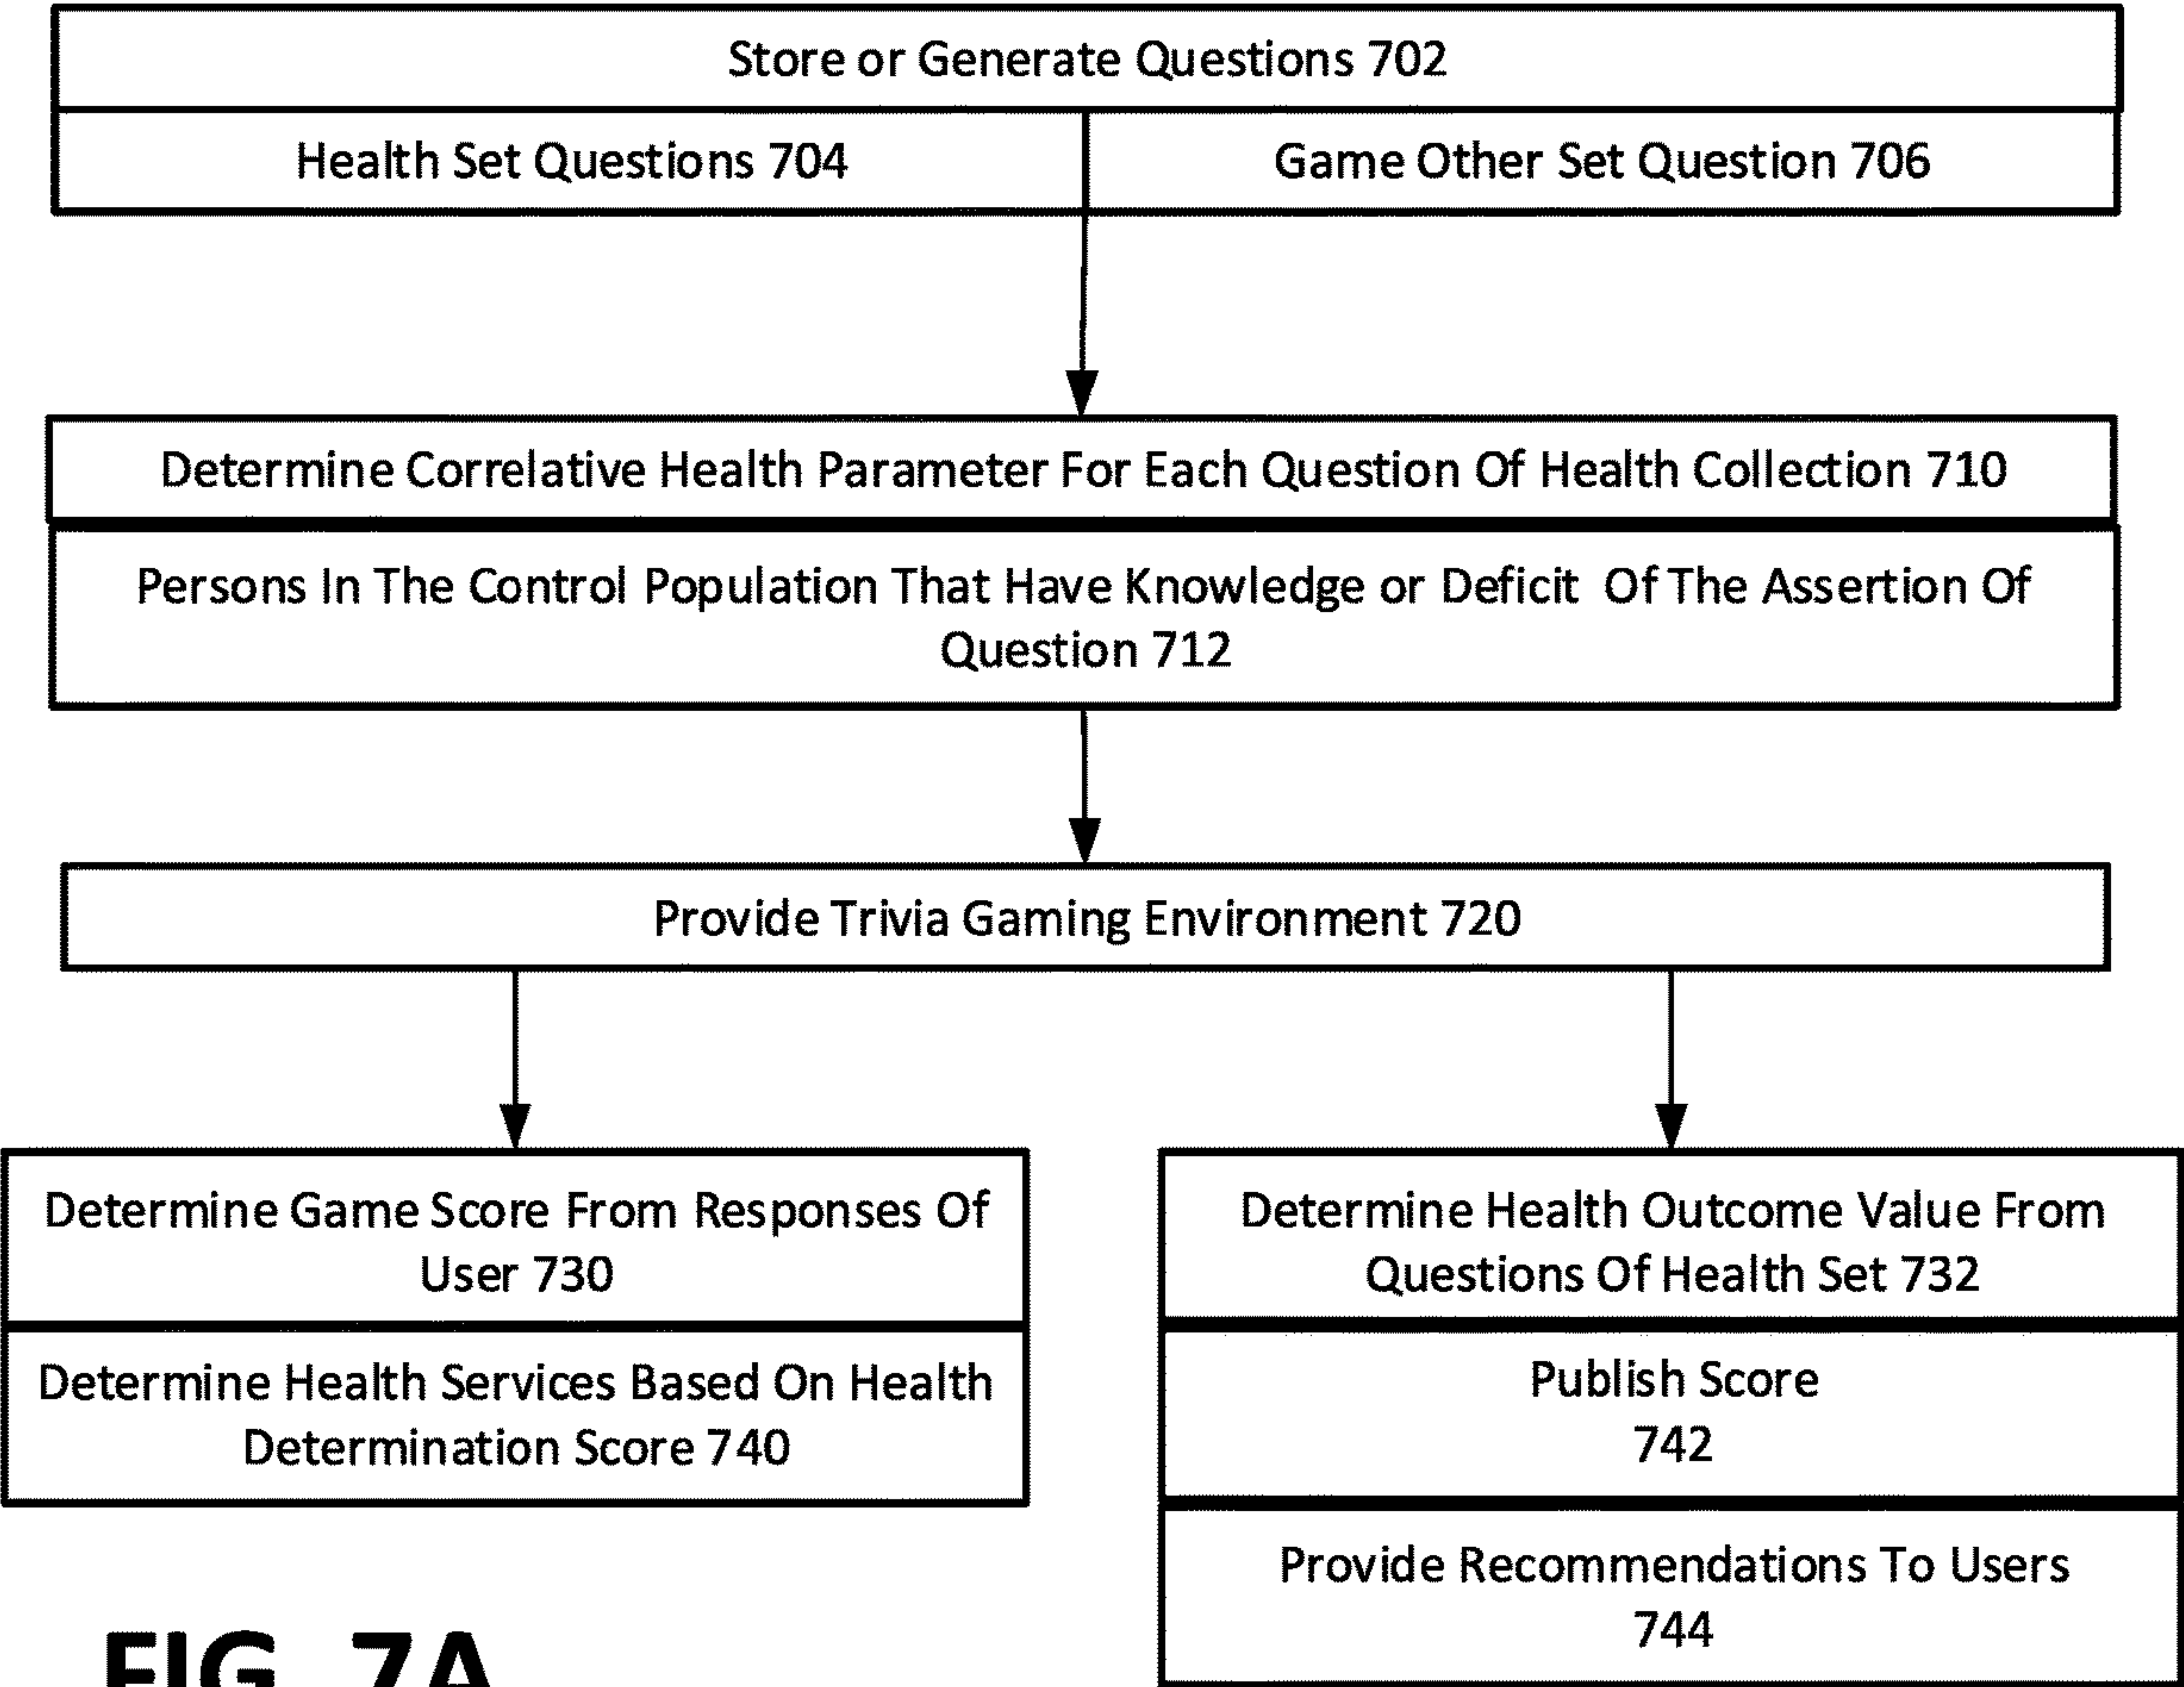 Store or Generate Questions 702
Health Set Questions 704
Game Other Set Question 706
Determine Correlative Health Parameter For Each Question Of Health Collection 710
Persons In The Control Population That Have Knowledge or Deficit Of The Assertion Of
Question 712
Provide Trivia Gaming Environment 720
Determine Game Score From Responses Of
User 730
Determine Health Services Based On Health
Determination Score 740
Determine Health Outcome Value From
Questions Of Health Set 732
Publish Score
742
Provide Recommendations To Users
744
FIG. 7A